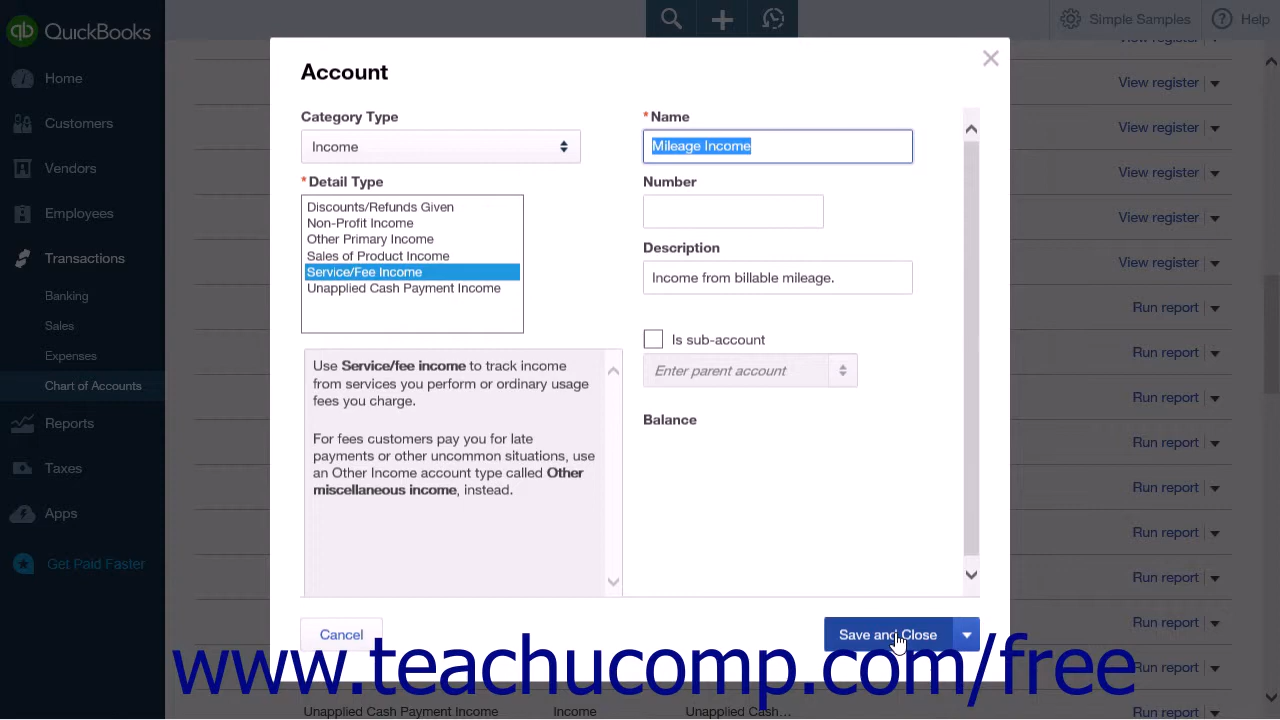 QuickBooks
Simple Samples
Help
Home
Customers
Vendors
Employees
Transactions
Banking
Sales
Expenses
Chart of Accounts
Reports
Taxes
Apps
Get Paid Faster
Account
Category Type
Income
* Detail Type
Discounts/Refunds Given
Non-Profit Income
Other Primary Income
Sales of Product Income
Service/Fee Income
Unapplied Cash Payment Income
Use Service/fee income to track income
from services you perform or ordinary usage
fees you charge.
For fees customers pay you for late
payments or other uncommon situations, use
an Other Income account type called Other
miscellaneous income, instead.
* Name
Mileage Income
Number
Description
Income from billable mileage.
Is sub-account
Enter parent account
Balance
Cancel
Save and Close
View register
View register
View register
View register
View register
View register
Run report
Run report
Run report
Run report
Run report
Run report
Run report
Run report
Run report
Run report
www.teachucomp.com/free
Unapplied Cash Payment Income
Income
Unapplied Cash...